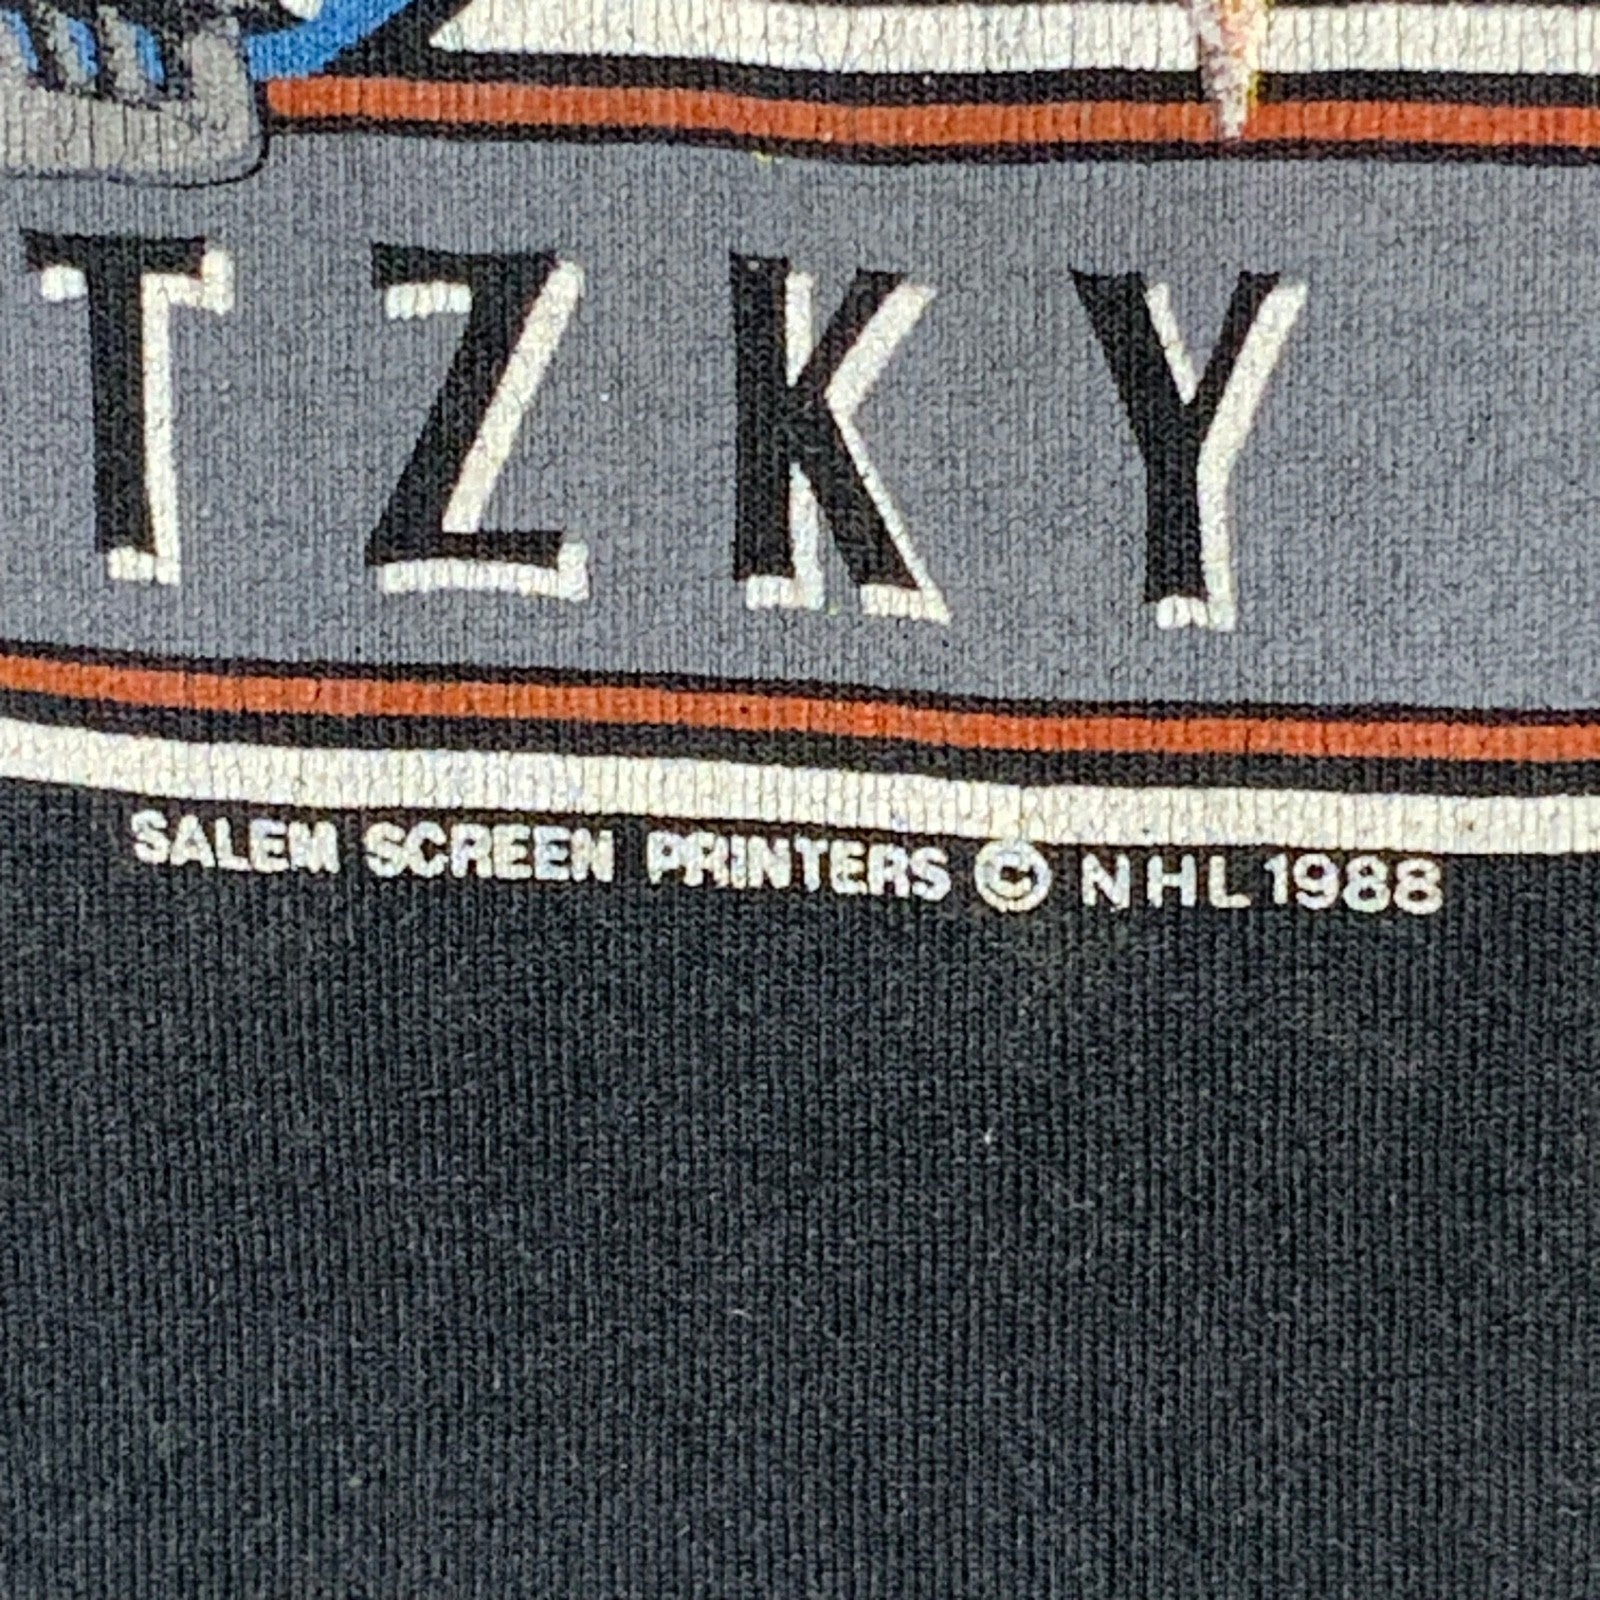 TZKY
SALEM SCREEN PRINTERS © NHL 1988